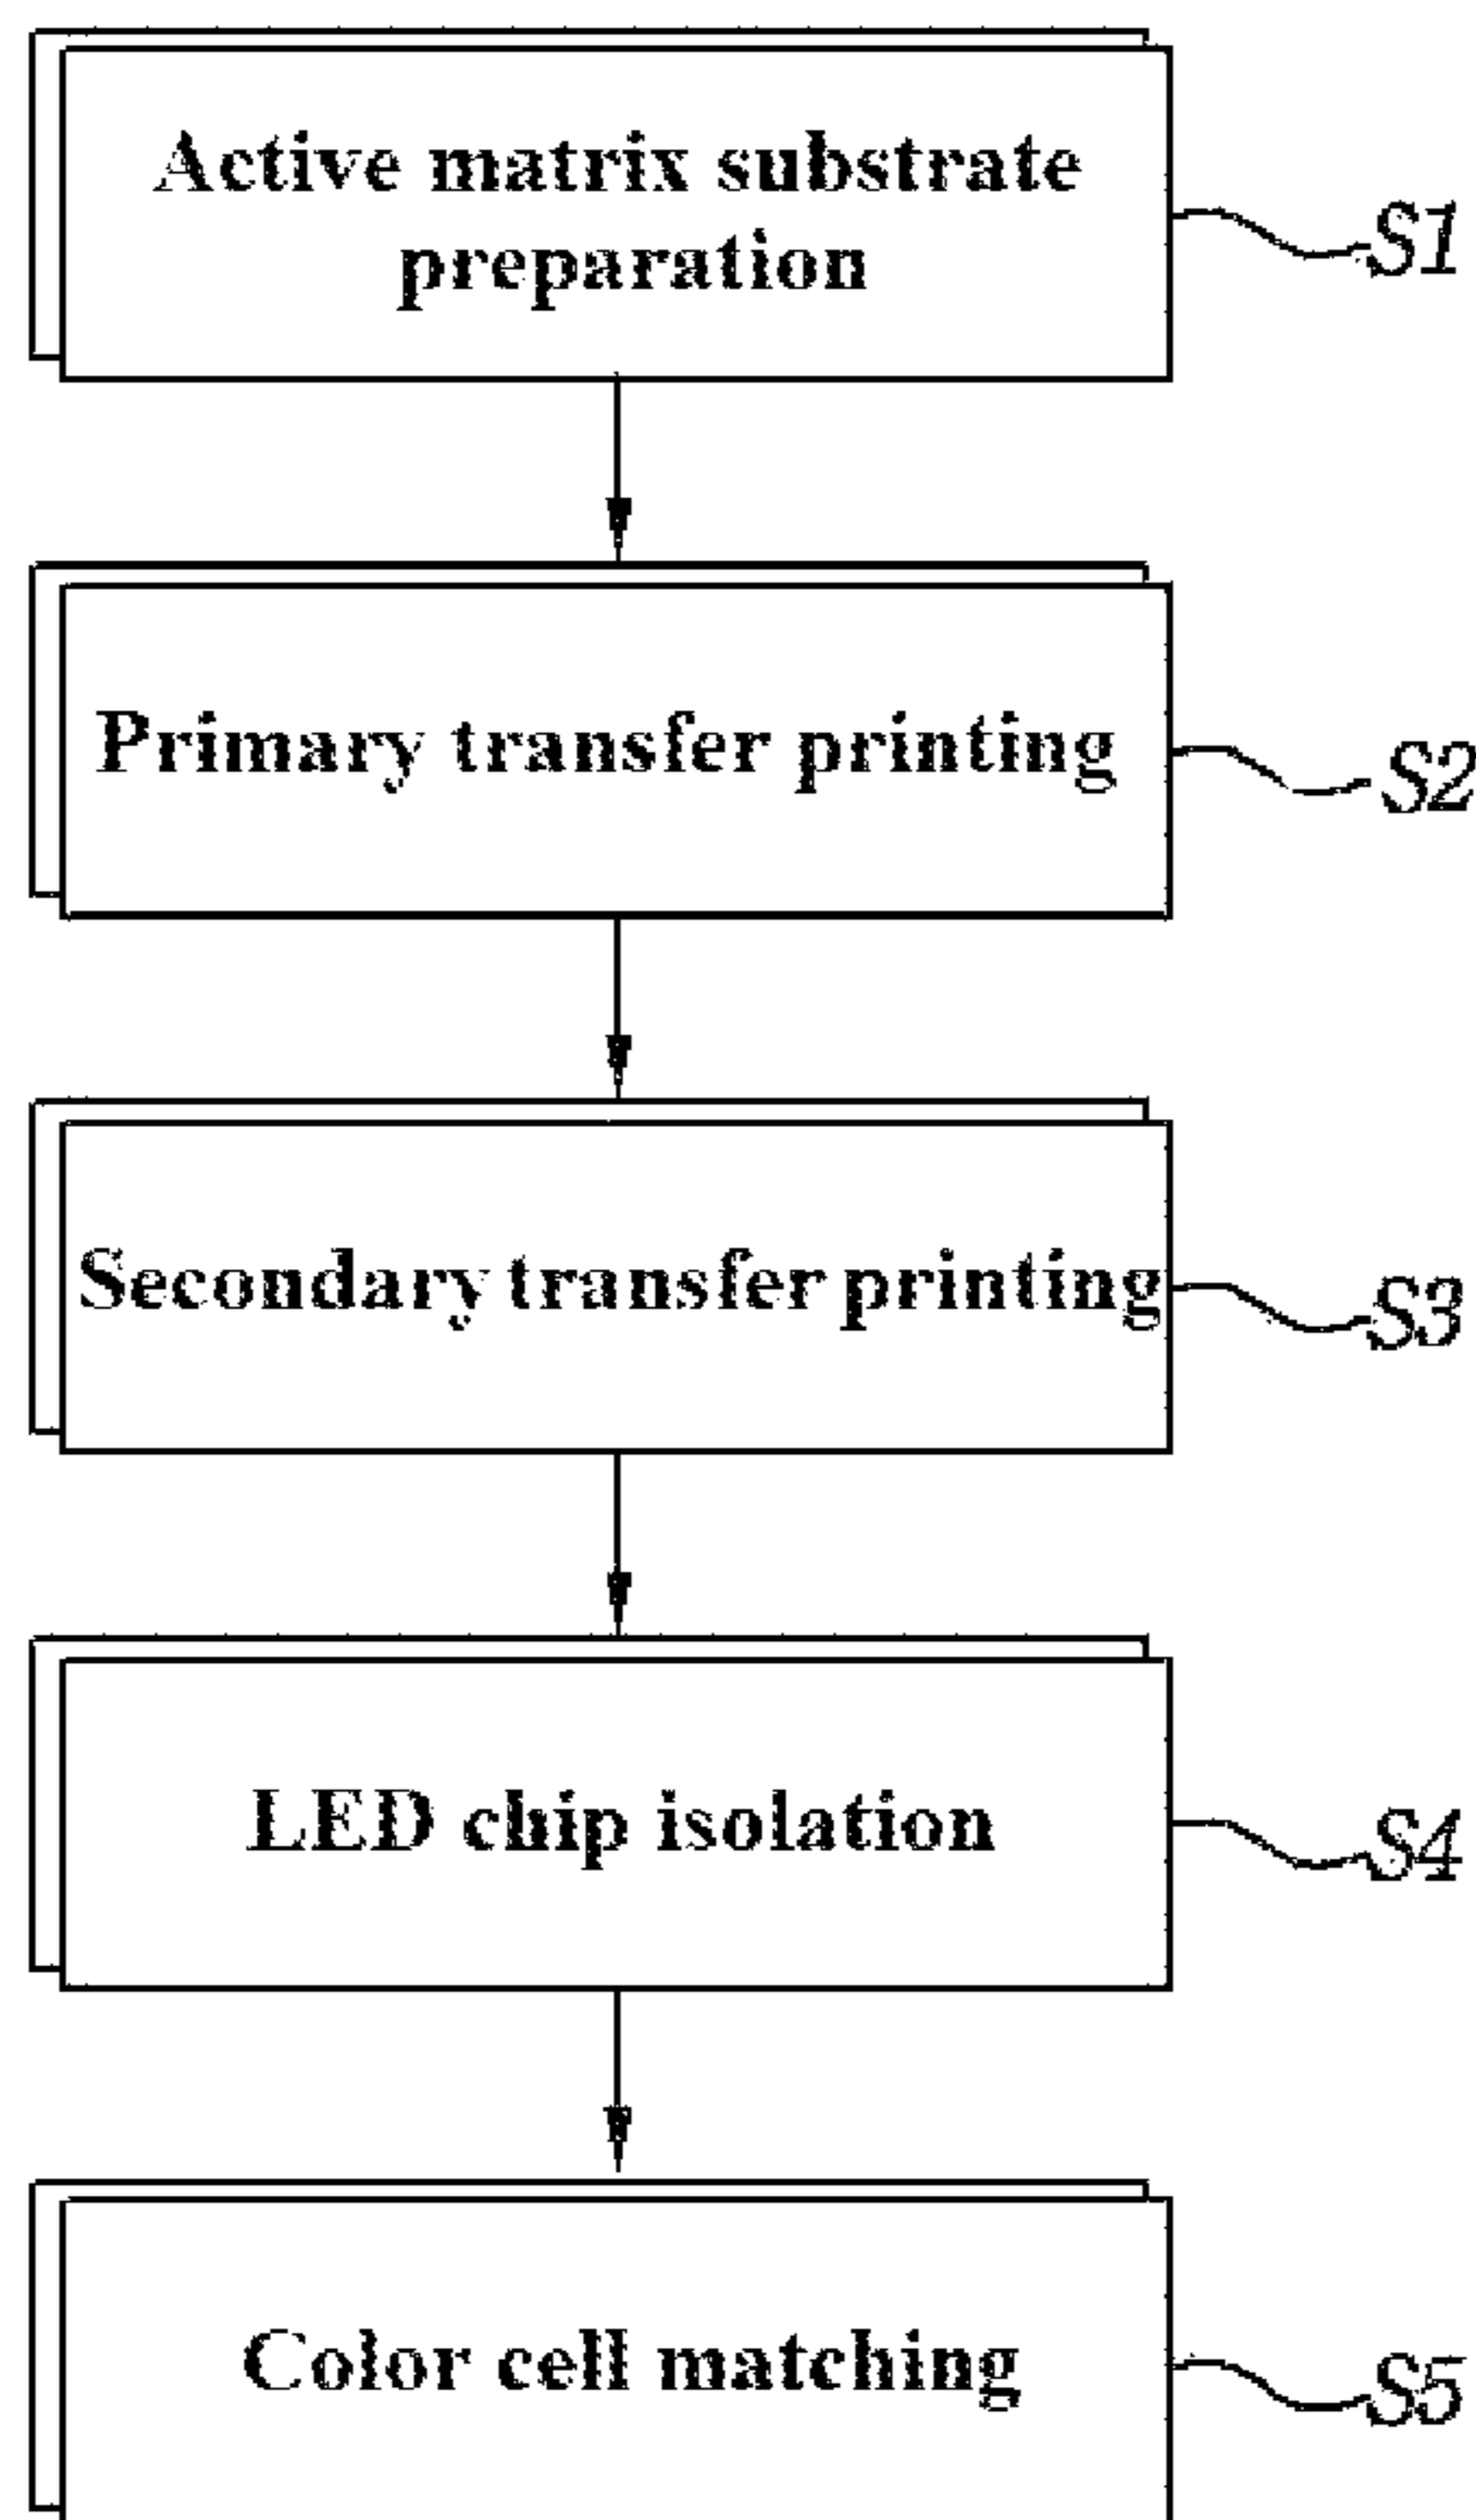 Active matrix substrate
preparation
S1
Primary transfer printing
S2
Secondary transfer printing
S3
LED chip isolation
S4
Colour cell matching
S5